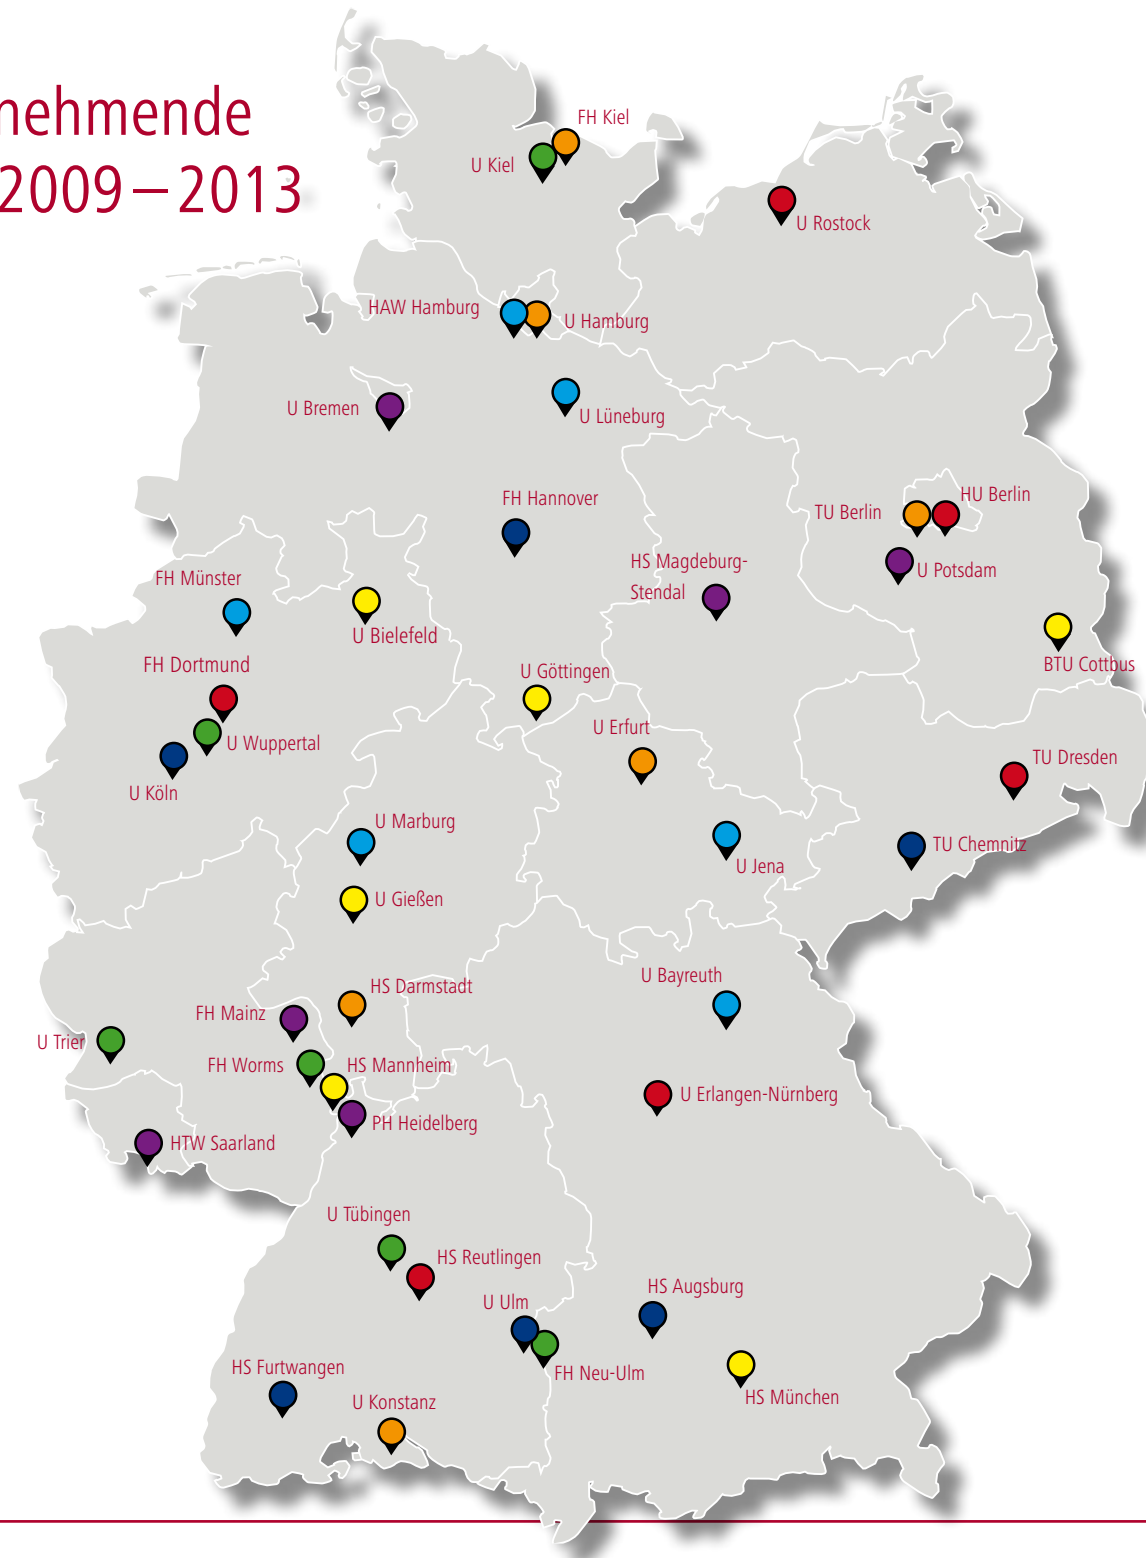 nehmende
2009 – 2013
FH Kiel
U Kiel
U Rostock
HAW Hamburg
U Hamburg
U Bremen
U Lüneburg
FH Hannover
HU Berlin
TU Berlin
HS Magdeburg-
Stendal
U Potsdam
FH Münster
U Bielefeld
BTU Cottbus
FH Dortmund
U Göttingen
U Erfurt
U Wuppertal
TU Dresden
U Köln
U Marburg
TU Chemnitz
U Jena
U Gießen
U Bayreuth
HS Darmstadt
FH Mainz
U Trier
FH Worms
HS Mannheim
U Erlangen-Nürnberg
PH Heidelberg
HTW Saarland
U Tübingen
HS Reutlingen
HS Augsburg
U Ulm
HS Furtwangen
FH Neu-Ulm
HS München
U Konstanz